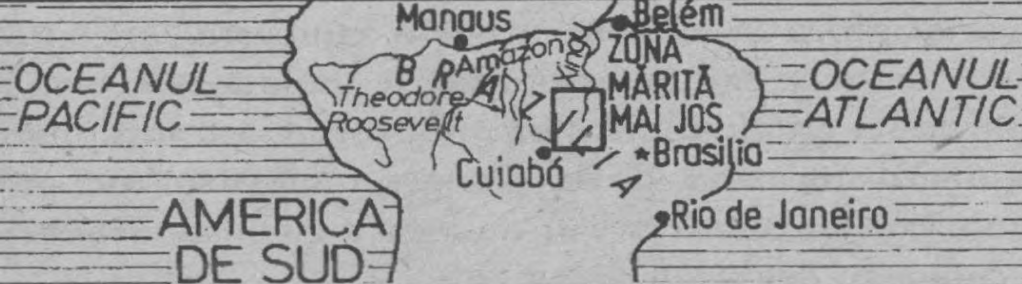 Manaus
Belém
Amazon
Xingu
ZONA
MĂRITĂ
MAI JOS
OCEANUL
PACIFIC
BRAZILIA
Theodore
Roosevelt
OCEANUL
ATLANTIC
Cuiabá
Brasilia
AMERICA
DE SUD
Rio de Janeiro